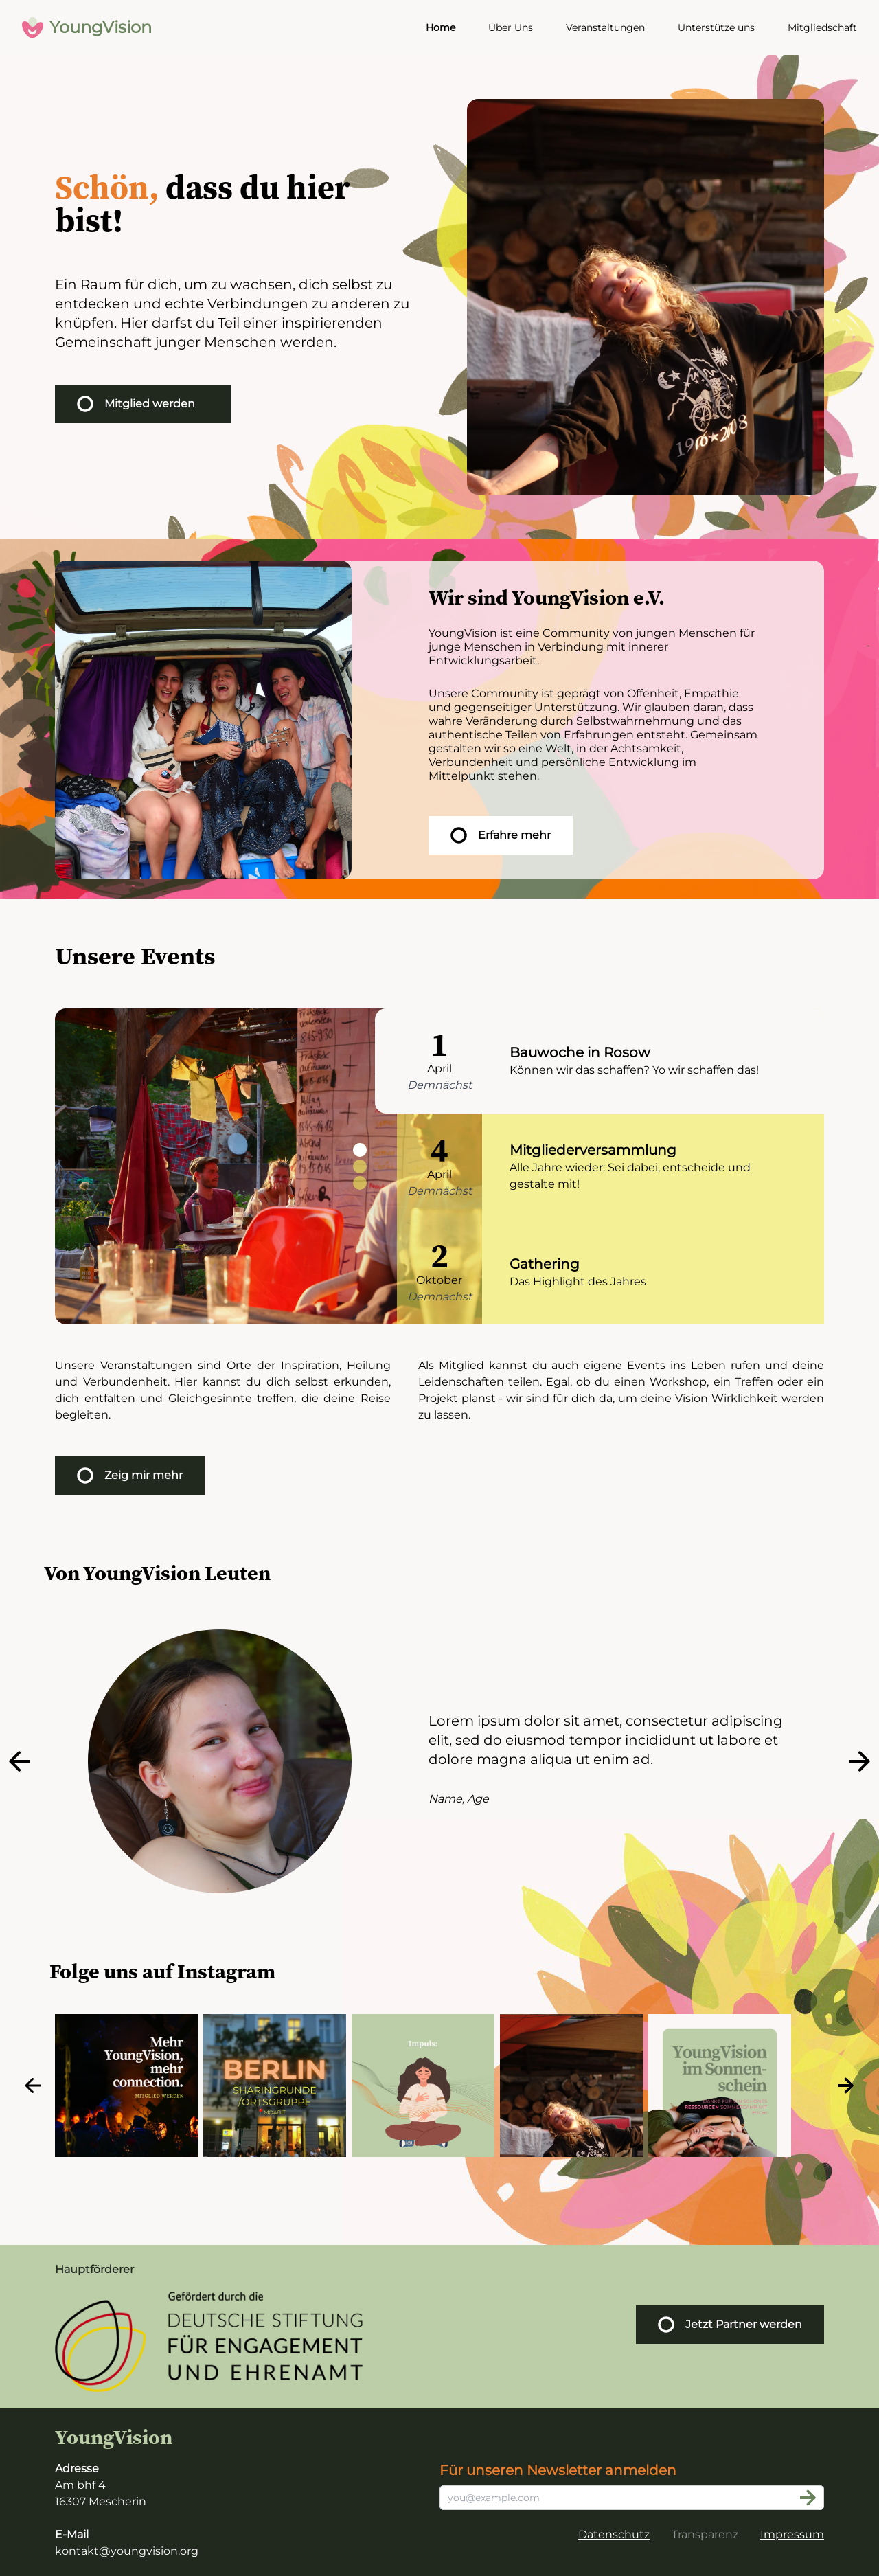 YoungVision
Home Über Uns Veranstaltungen Unterstütze uns Mitgliedschaft
Schön, dass du hier
bist!
Ein Raum für dich, um zu wachsen, dich selbst zu
entdecken und echte Verbindungen zu anderen zu
knüpfen. Hier darfst du Teil einer inspirierenden
Gemeinschaft junger Menschen werden.
Mitglied werden
Wir sind YoungVision e.V.
YoungVision ist eine Community von jungen Menschen für
junge Menschen in Verbindung mit innerer
Entwicklungsarbeit.
Unsere Community ist geprägt von Offenheit, Empathie
und gegenseitiger Unterstützung. Wir glauben daran, dass
wahre Veränderung durch Selbstwahrnehmung und das
authentische Teilen von Erfahrungen entsteht. Gemeinsam
gestalten wir so eine Welt, in der Achtsamkeit,
Verbundenheit und persönliche Entwicklung im
Mittelpunkt stehen.
Erfahre mehr
Unsere Events
1
April
Demnächst
Bauwoche in Rosow
Können wir das schaffen? Yo wir schaffen das!
4
April
Demnächst
Mitgliederversammlung
Alle Jahre wieder: Sei dabei, entscheide und
gestalte mit!
2
Oktober
Demnächst
Gathering
Das Highlight des Jahres
Unsere Veranstaltungen sind Orte der Inspiration, Heilung
und Verbundenheit. Hier kannst du dich selbst erkunden,
dich entfalten und Gleichgesinnte treffen, die deine Reise
begleiten.
Als Mitglied kannst du auch eigene Events ins Leben rufen und deine
Leidenschaften teilen. Egal, ob du einen Workshop, ein Treffen oder ein
Projekt planst - wir sind für dich da, um deine Vision Wirklichkeit werden
zu lassen.
Zeig mir mehr
Von YoungVision Leuten
Lorem ipsum dolor sit amet, consectetur adipiscing
elit, sed do eiusmod tempor incididunt ut labore et
dolore magna aliqua ut enim ad.
Name, Age
Folge uns auf Instagram
Mehr
YoungVision,
mehr
connection.
MITGLIED WERDEN
BERLIN
SHARINGRUNDE
/ORTSGRUPPE
Impuls:
YoungVision
im Sonnen-
schein
RESSOURCEN
Hauptförderer
Gefördert durch die
DEUTSCHE STIFTUNG
FÜR ENGAGEMENT
UND EHRENAMT
Jetzt Partner werden
YoungVision
Adresse
Am bhf 4
16307 Mescherin
E-Mail
kontakt@youngvision.org
Für unseren Newsletter anmelden
you@example.com
Datenschutz Transparenz Impressum